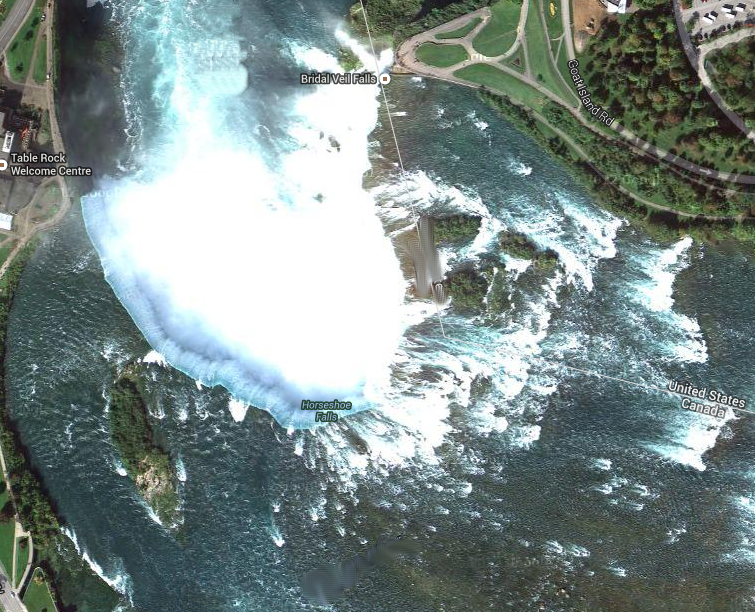 Bridal Veil Falls
Goat Island Rd
Table Rock
Welcome Centre
Horseshoe
Falls
United States
Canada